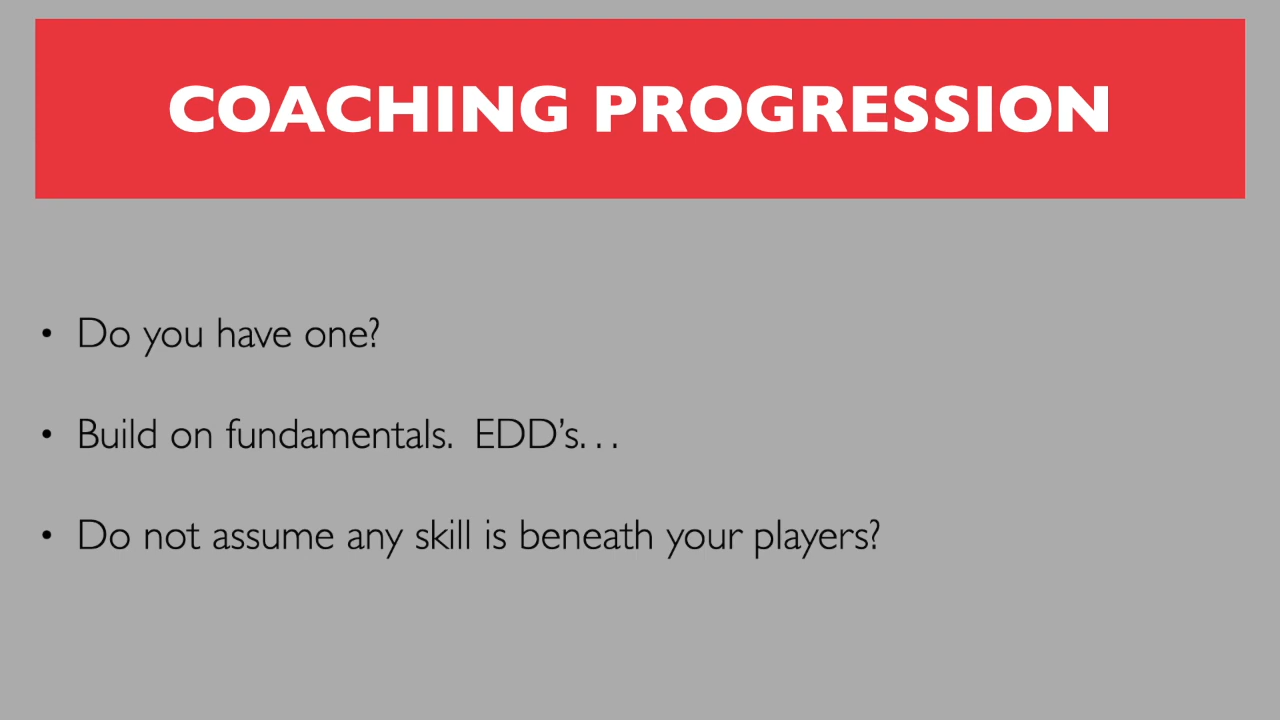 COACHING PROGRESSION
• Do you have one?
• Build on fundamentals.  EDD’s. . .
• Do not assume any skill is beneath your players?